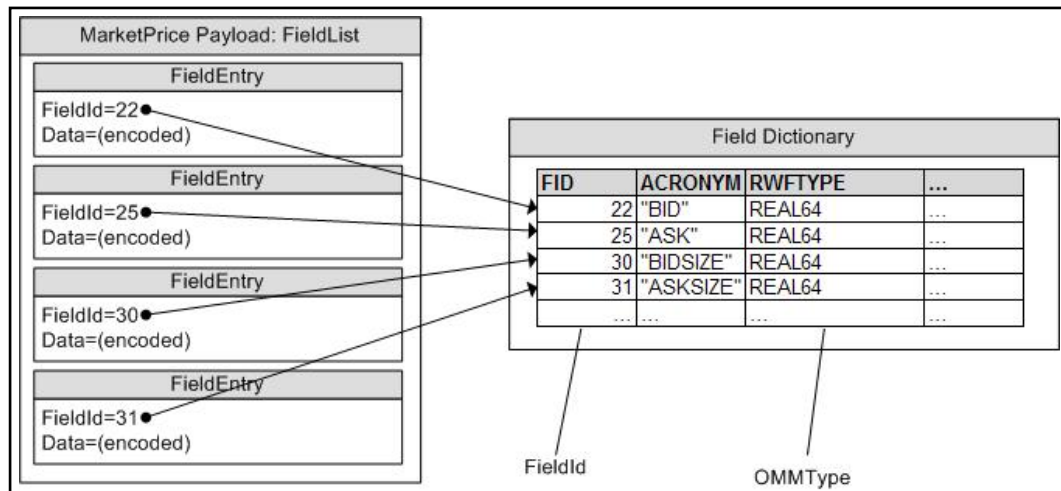 MarketPrice Payload: FieldList
FieldEntry
FieldId=22
Data=(encoded)
FieldEntry
FieldId=25
Data=(encoded)
FieldEntry
FieldId=30
Data=(encoded)
FieldEntry
FieldId=31
Data=(encoded)
Field Dictionary
FID ACRONYM RWFTYPE ...
22 "BID" REAL64 ...
25 "ASK" REAL64 ...
30 "BIDSIZE" REAL64 ...
31 "ASKSIZE" REAL64 ...
... ... ... ...
FieldId
OMMType